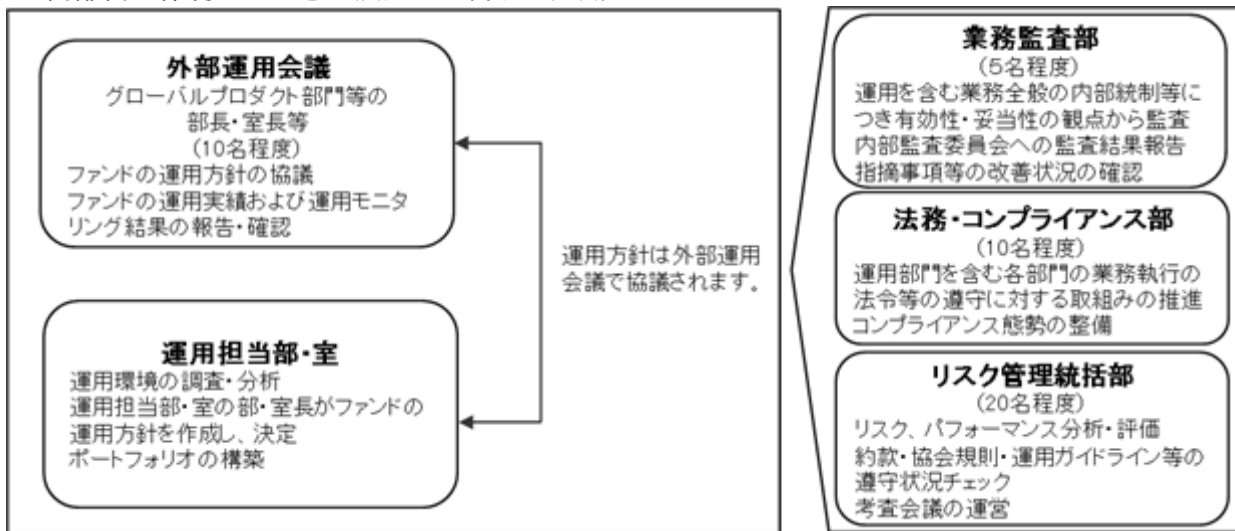 外部運用会議
グローバルプロダクト部門等の
部長・室長等
(10名程度)
ファンドの運用方針の協議
ファンドの運用実績および運用モニタ
リング結果の報告・確認
運用方針は外部運用
会議で協議されます。
運用担当部・室
運用環境の調査・分析
運用担当部・室の部・室長がファンドの
運用方針を作成し、決定
ポートフォリオの構築
業務監査部
(5名程度)
運用を含む業務全般の内部統制等に
つき有効性・妥当性の観点から監査
内部監査委員会への監査結果報告
指摘事項等の改善状況の確認
法務・コンプライアンス部
(10名程度)
運用部門を含む各部門の業務執行の
法令等の遵守に対する取組みの推進
コンプライアンス態勢の整備
リスク管理統括部
(20名程度)
リスク、パフォーマンス分析・評価
約款・協会規則・運用ガイドライン等の
遵守状況チェック
考査会議の運営